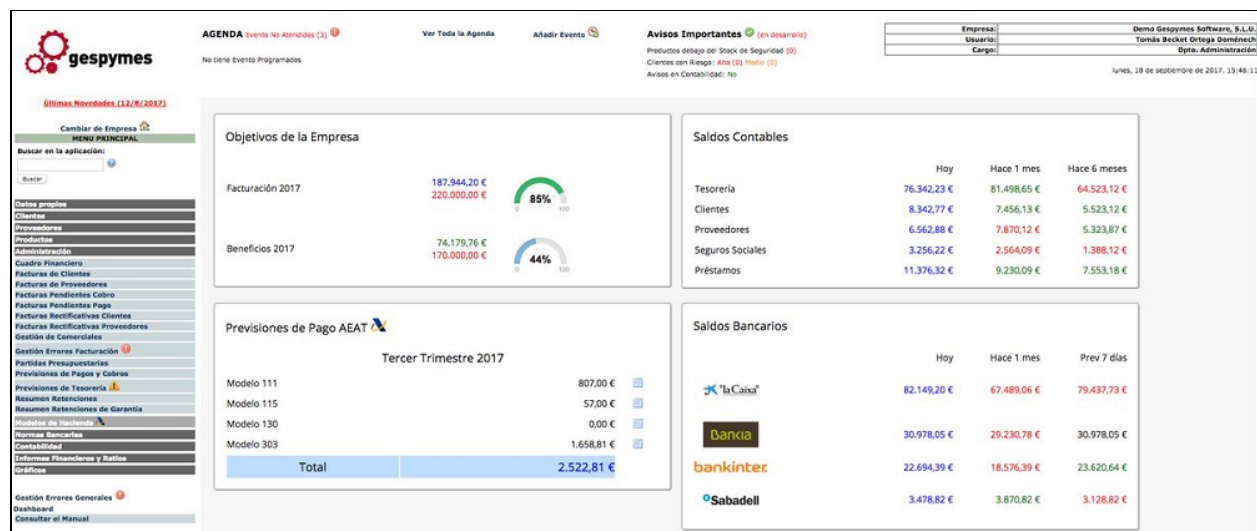 gespymes
AGENDA Evento No Atendidos (3)
Ver Toda la Agenda
Añadir Evento
No tiene Evento Programados
Avisos Importantes (en desarrollo)
Productos debajo del Stock de Seguridad (0)
Clientes con Riesgo: Alto (0) Medio (0)
Avisos en Contabilidad: No
Empresa: Demo Gespymes Software, S.L.U.
Usuario: Tomás Becket Ortega Doménech
Cargo: Dpto. Administración
lunes, 18 de septiembre de 2017. 15:46:11
Últimas Novedades (12/8/2017)
Cambiar de Empresa
MENU PRINCIPAL
Buscar en la aplicación:
Buscar
Datos propios
Clientes
Proveedores
Productos
Administración
Cuadro Financiero
Facturas de Clientes
Facturas de Proveedores
Facturas Pendientes Cobro
Facturas Pendientes Pago
Facturas Rectificativas Clientes
Facturas Rectificativas Proveedores
Gestión de Comerciales
Gestión Errores Facturación
Partidas Presupuestarias
Previsiones de Pagos y Cobros
Previsiones de Tesorería
Resumen Retenciones
Resumen Retenciones de Garantía
Modelos de Hacienda
Normas Bancarias
Contabilidad
Informes Financieros y Ratios
Gráficos
Gestión Errores Generales
Dashboard
Consultar el Manual
Objetivos de la Empresa
Facturación 2017
187.944,20 €
220.000,00 €
85%
0 100
Beneficios 2017
74.179,76 €
170.000,00 €
44%
0 100
Saldos Contables
Hoy Hace 1 mes Hace 6 meses
Tesorería 76.342,23 € 81.498,65 € 64.523,12 €
Clientes 8.342,77 € 7.456,13 € 5.523,12 €
Proveedores 6.562,88 € 7.870,12 € 5.323,87 €
Seguros Sociales 3.256,22 € 2.564,09 € 1.388,12 €
Préstamos 11.376,32 € 9.230,09 € 7.553,18 €
Previsiones de Pago AEAT
Tercer Trimestre 2017
Modelo 111 807,00 €
Modelo 115 57,00 €
Modelo 130 0,00 €
Modelo 303 1.658,81 €
Total 2.522,81 €
Saldos Bancarios
Hoy Hace 1 mes Prev 7 días
"la Caixa" 82.149,20 € 67.489,06 € 79.437,73 €
Bankia 30.978,05 € 29.230,78 € 30.978,05 €
bankinter. 22.694,39 € 18.576,39 € 23.620,64 €
Sabadell 3.478,82 € 3.870,82 € 3.128,82 €